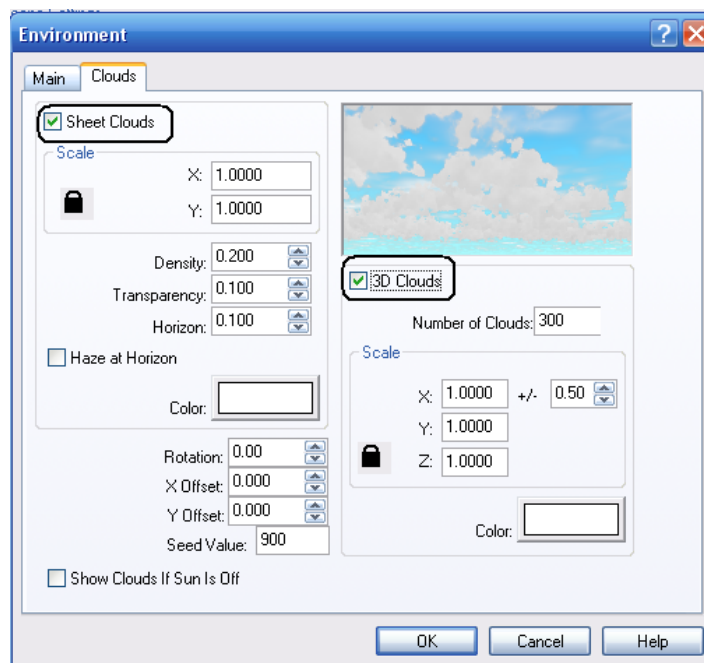 Environment
Main
Clouds
Sheet Clouds
Scale
X: 1.0000
Y: 1.0000
Density: 0.200
Transparency: 0.100
Horizon: 0.100
Haze at Horizon
Color:
Rotation: 0.00
X Offset: 0.000
Y Offset: 0.000
Seed Value: 900
Show Clouds If Sun Is Off
3D Clouds
Number of Clouds: 300
Scale
X: 1.0000 +/- 0.50
Y: 1.0000
Z: 1.0000
Color:
OK
Cancel
Help